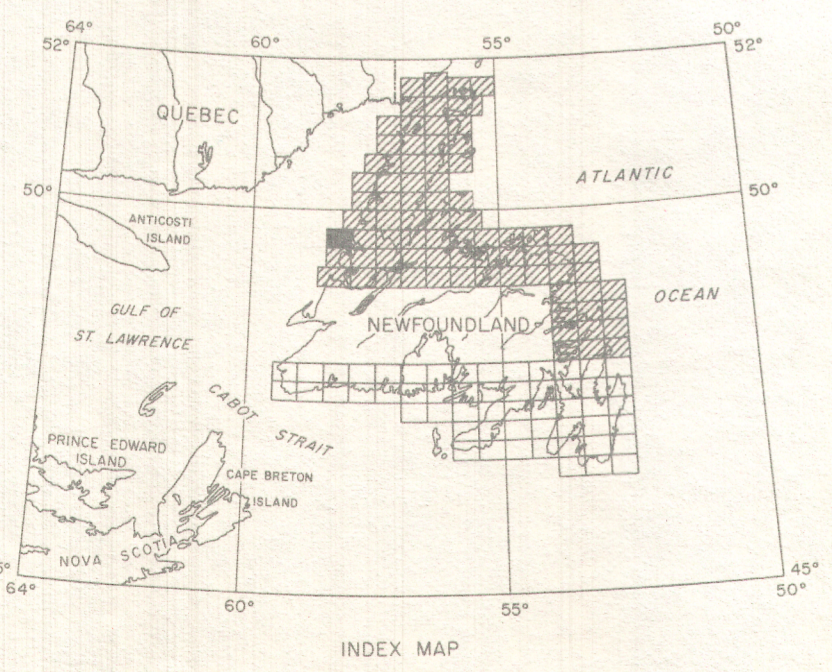 64°
60°
55°
50°
52°
52°
QUEBEC
ATLANTIC
50°
50°
ANTICOSTI
ISLAND
OCEAN
GULF OF
ST. LAWRENCE
NEWFOUNDLAND
CABOT STRAIT
PRINCE EDWARD
ISLAND
CAPE BRETON
ISLAND
NOVA SCOTIA
45°
64°
60°
55°
50°
INDEX MAP